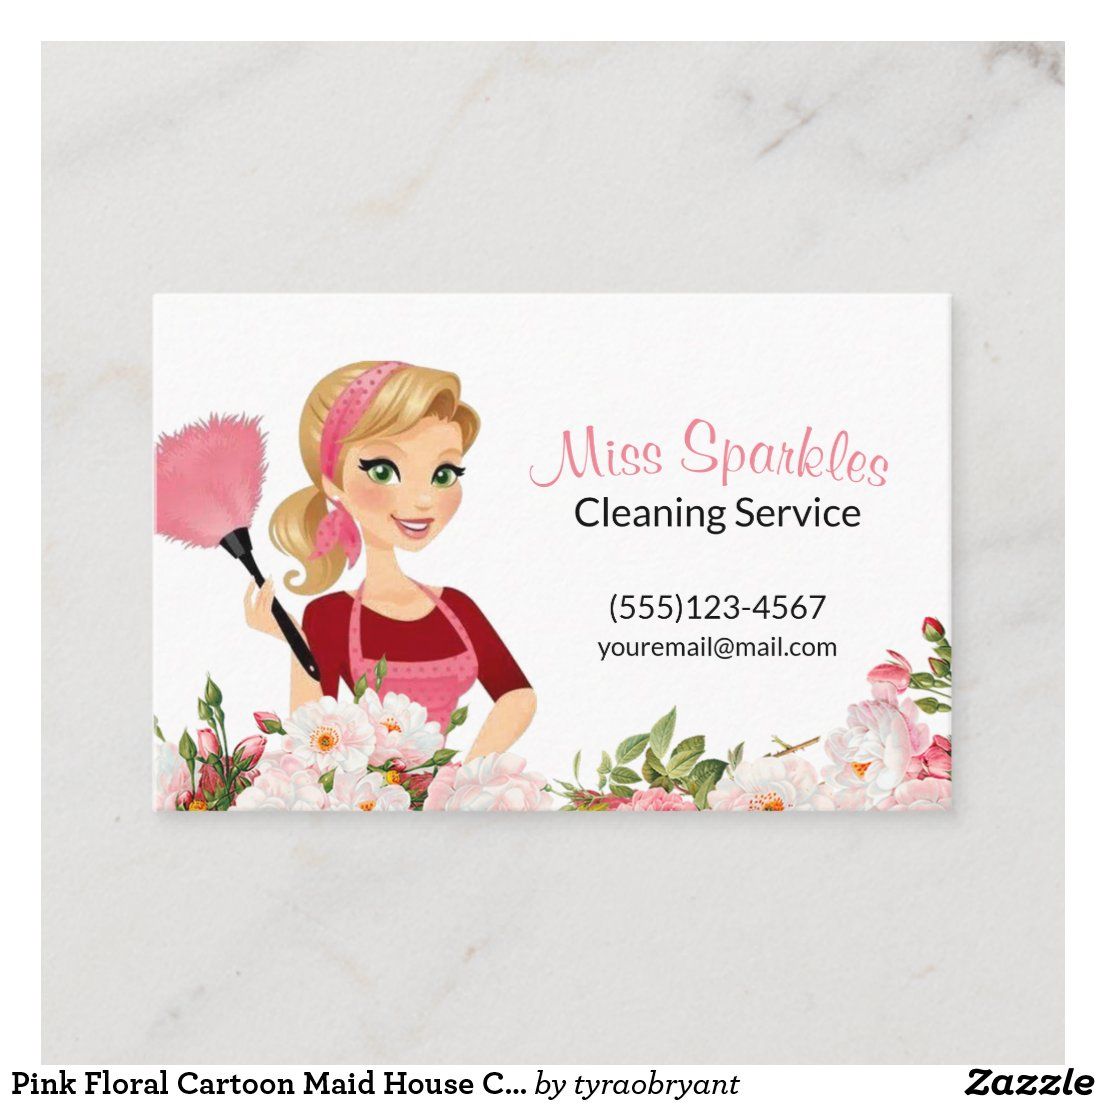 Miss Sparkles
Cleaning Service
(555)123-4567
youremail@mail.com
Pink Floral Cartoon Maid House C... by tyraobryant
Zazzle